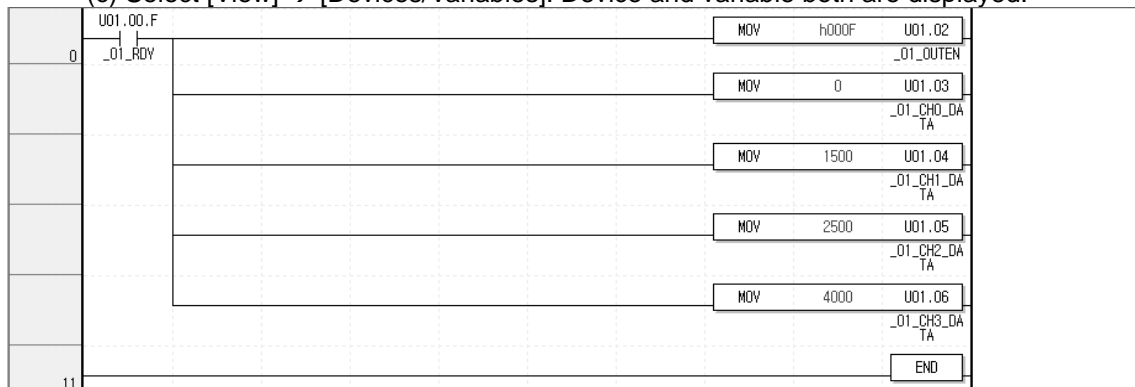 (c) Select [View] → [Devices/Variables]. Device and variable both are displayed.
U01.00.F
MOV h000F U01.02
0 _01_RDY
_01_OUTEN
MOV 0 U01.03
_01_CH0_DA
TA
MOV 1500 U01.04
_01_CH1_DA
TA
MOV 2500 U01.05
_01_CH2_DA
TA
MOV 4000 U01.06
_01_CH3_DA
TA
END
11